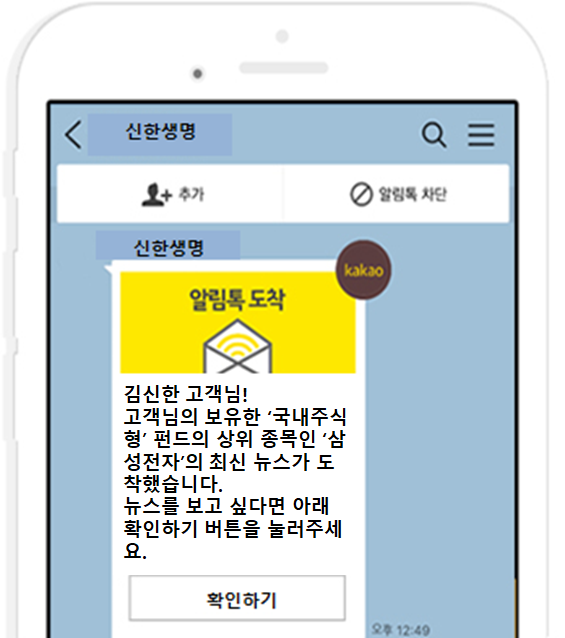 신한생명
추가
알림톡 차단
신한생명
kakao
알림톡 도착
김신한 고객님!
고객님의 보유한 ‘국내주식
형’ 펀드의 상위 종목인 ‘삼
성전자’의 최신 뉴스가 도
착했습니다.
뉴스를 보고 싶다면 아래
확인하기 버튼을 눌러주세
요.
확인하기
오후 12:49